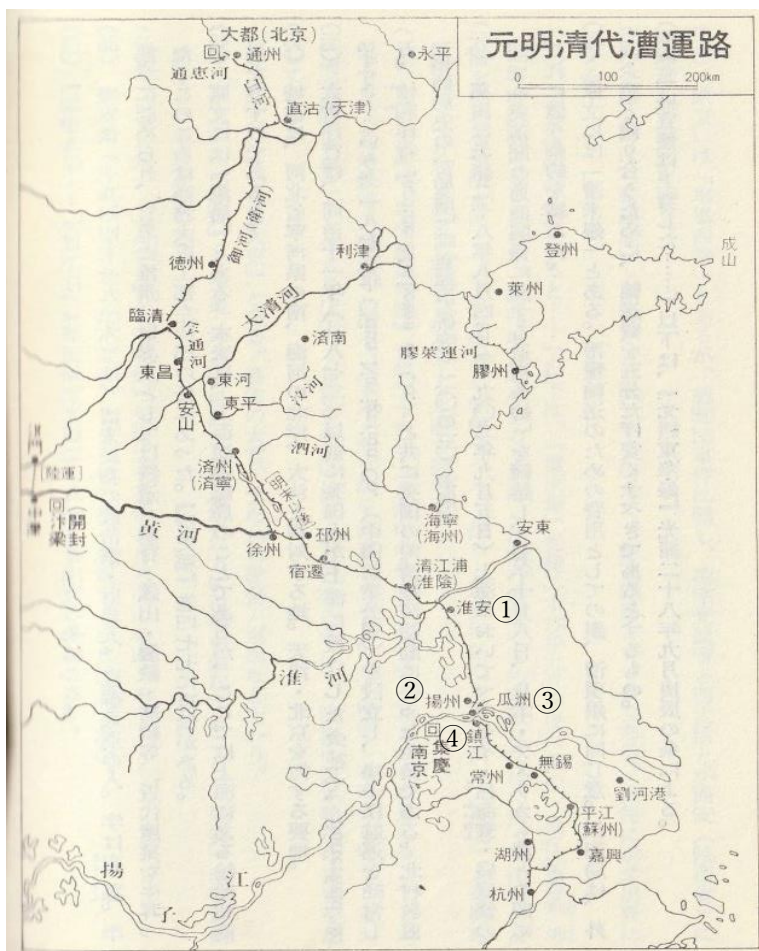 元明清代漕運路
0 100 200km
大都(北京)
通州
永平
通恵河
白河
直沽(天津)
御河(衛河)
徳州
利津
登州
成山
萊州
大清河
臨清
会通河
済南
膠萊運河
膠州
東昌
東河
安山
東平
汶河
泗河
済州
(済寧)
[陸運]
中灤
[明末以後]
汴梁
(開封)
黄河
徐州
邳州
宿遷
海寧
(海州)
安東
清江浦
(淮陰)
淮安 ①
淮河
②
揚州
瓜洲
③
④
鎮江
集慶
南京
常州
無錫
劉河港
平江
(蘇州)
湖州
嘉興
杭州
揚子江